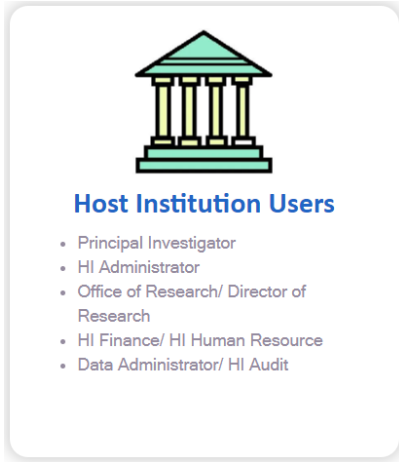 Host Institution Users
• Principal Investigator
• HI Administrator
• Office of Research/ Director of
Research
• HI Finance/ HI Human Resource
• Data Administrator/ HI Audit